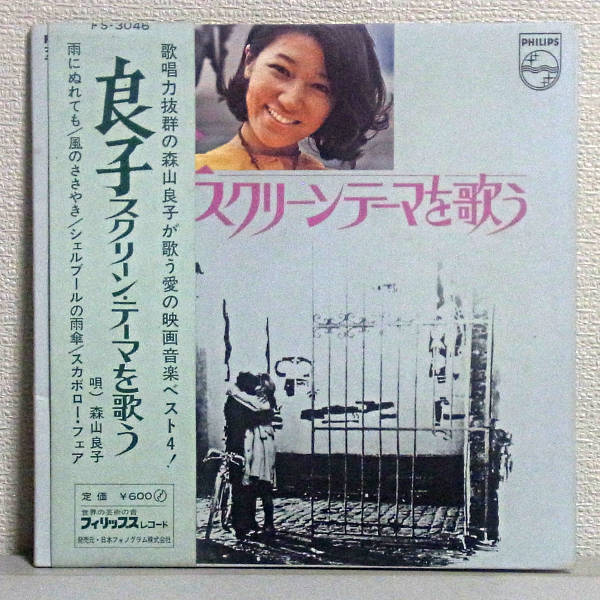 FS-3046
歌唱力抜群の森山良子が歌う愛の映画音楽ベスト4!
良子スクリーン・テーマを歌う
唄) 森山良子
雨にぬれても/風のささやき/シェルブールの雨傘/スカボロー・フェア
定価 ¥600
世界の芸術の音
フィリップスレコード
発売元・日本フォノグラム株式会社
PHILIPS
スクリーンテーマを歌う